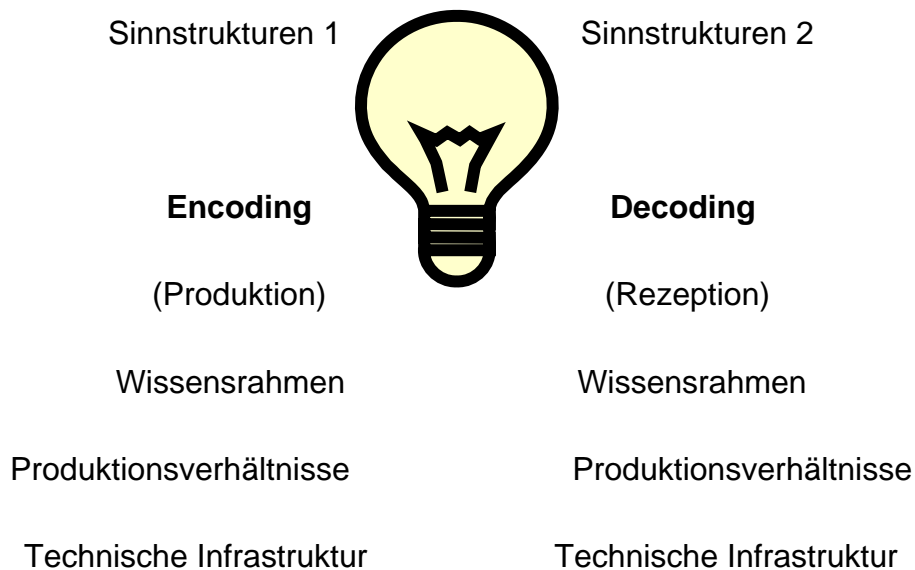 Sinnstrukturen 1 Sinnstrukturen 2
Encoding Decoding
(Produktion) (Rezeption)
Wissensrahmen Wissensrahmen
Produktionsverhältnisse Produktionsverhältnisse
Technische Infrastruktur Technische Infrastruktur